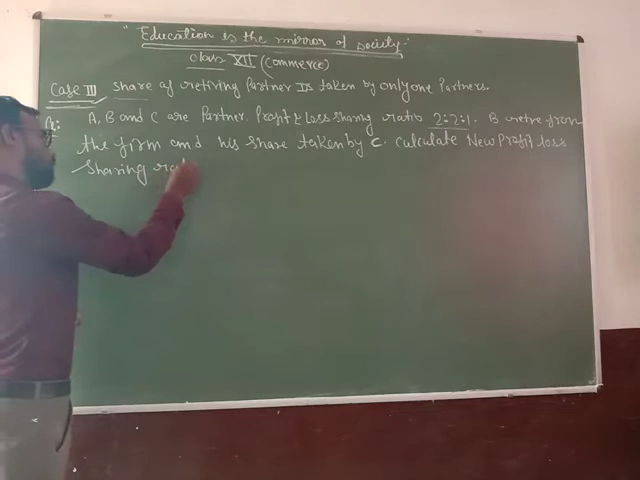 "Education is the mirror of society."
class XII (commerce)
Case III share of retiring Partner Is taken by only one Partners.
Q: A, B and C are Partner. Profit & Loss sharing ratio 2:2:1. B retire from
the firm and his share taken by C. Calculate New Profit loss
Sharing rat